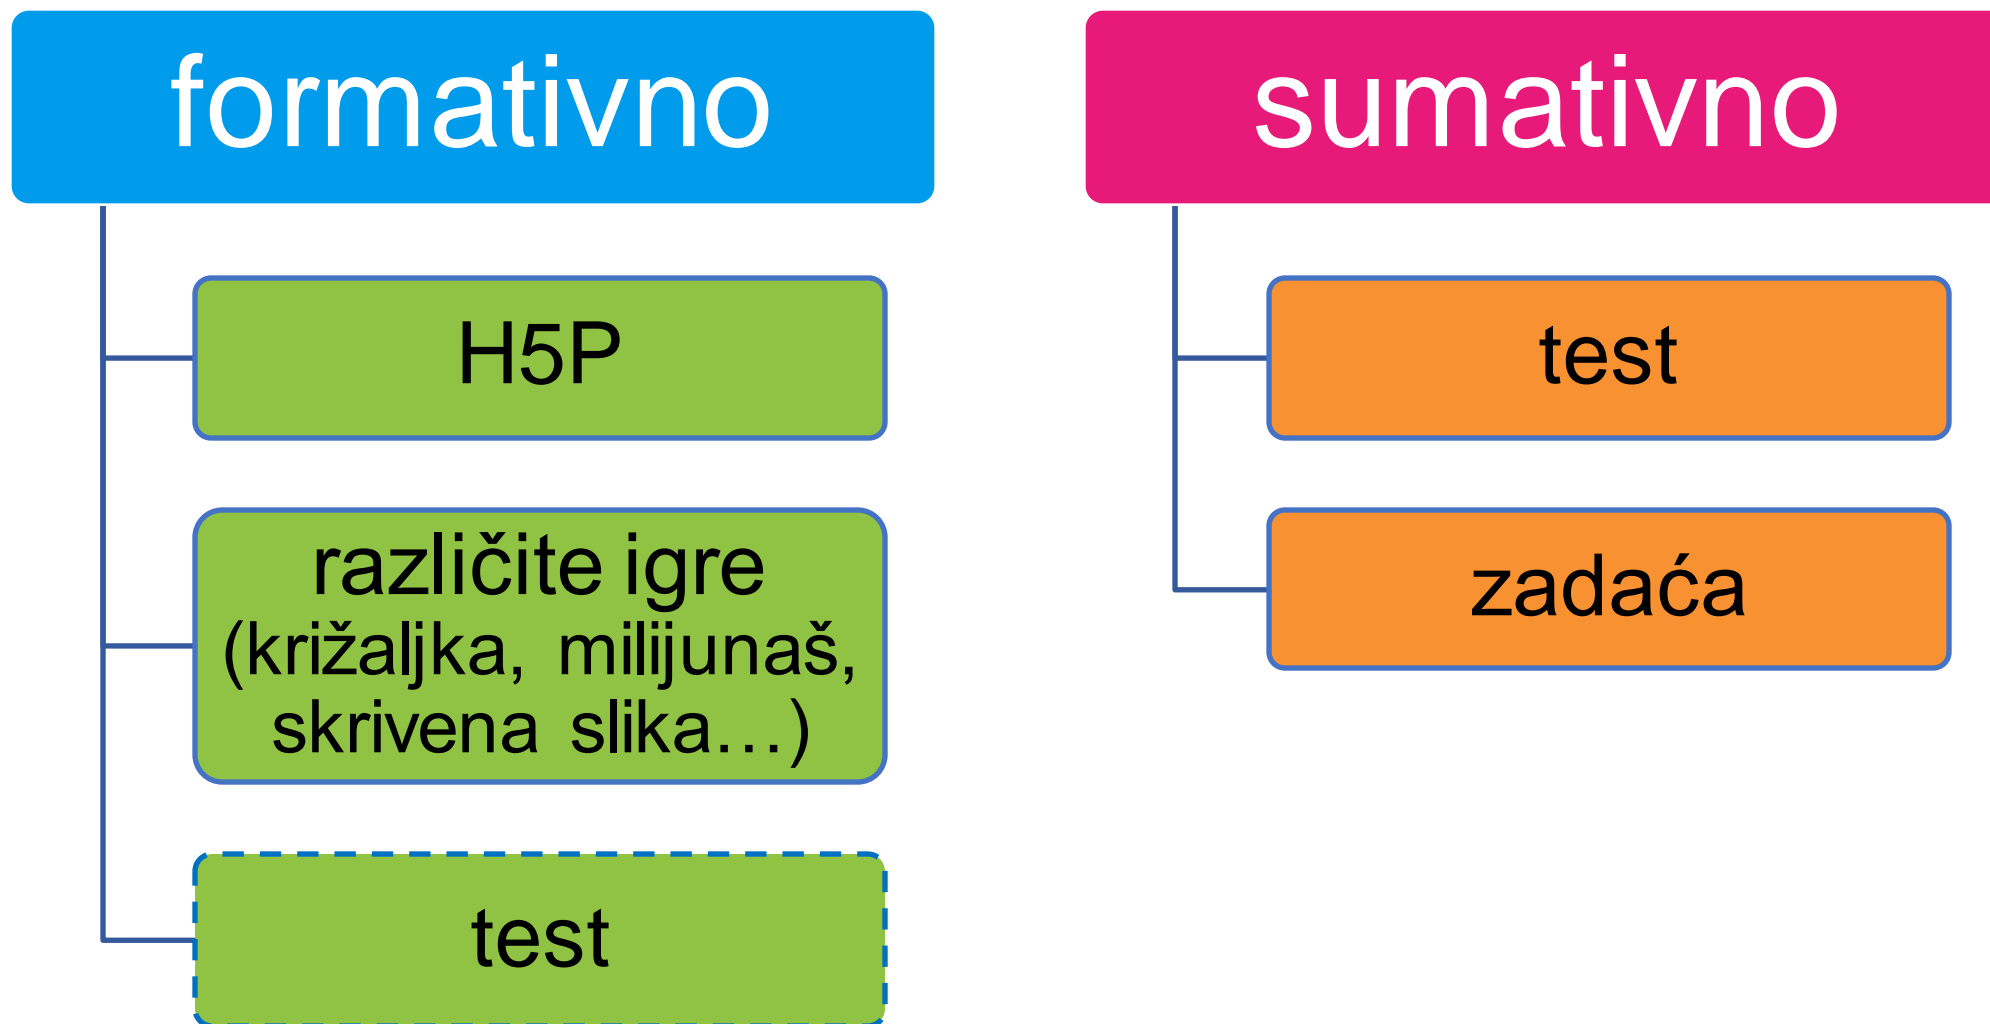 formativno
H5P
različite igre
(križaljka, milijunaš,
skrivena slika…)
test
sumativno
test
zadaća